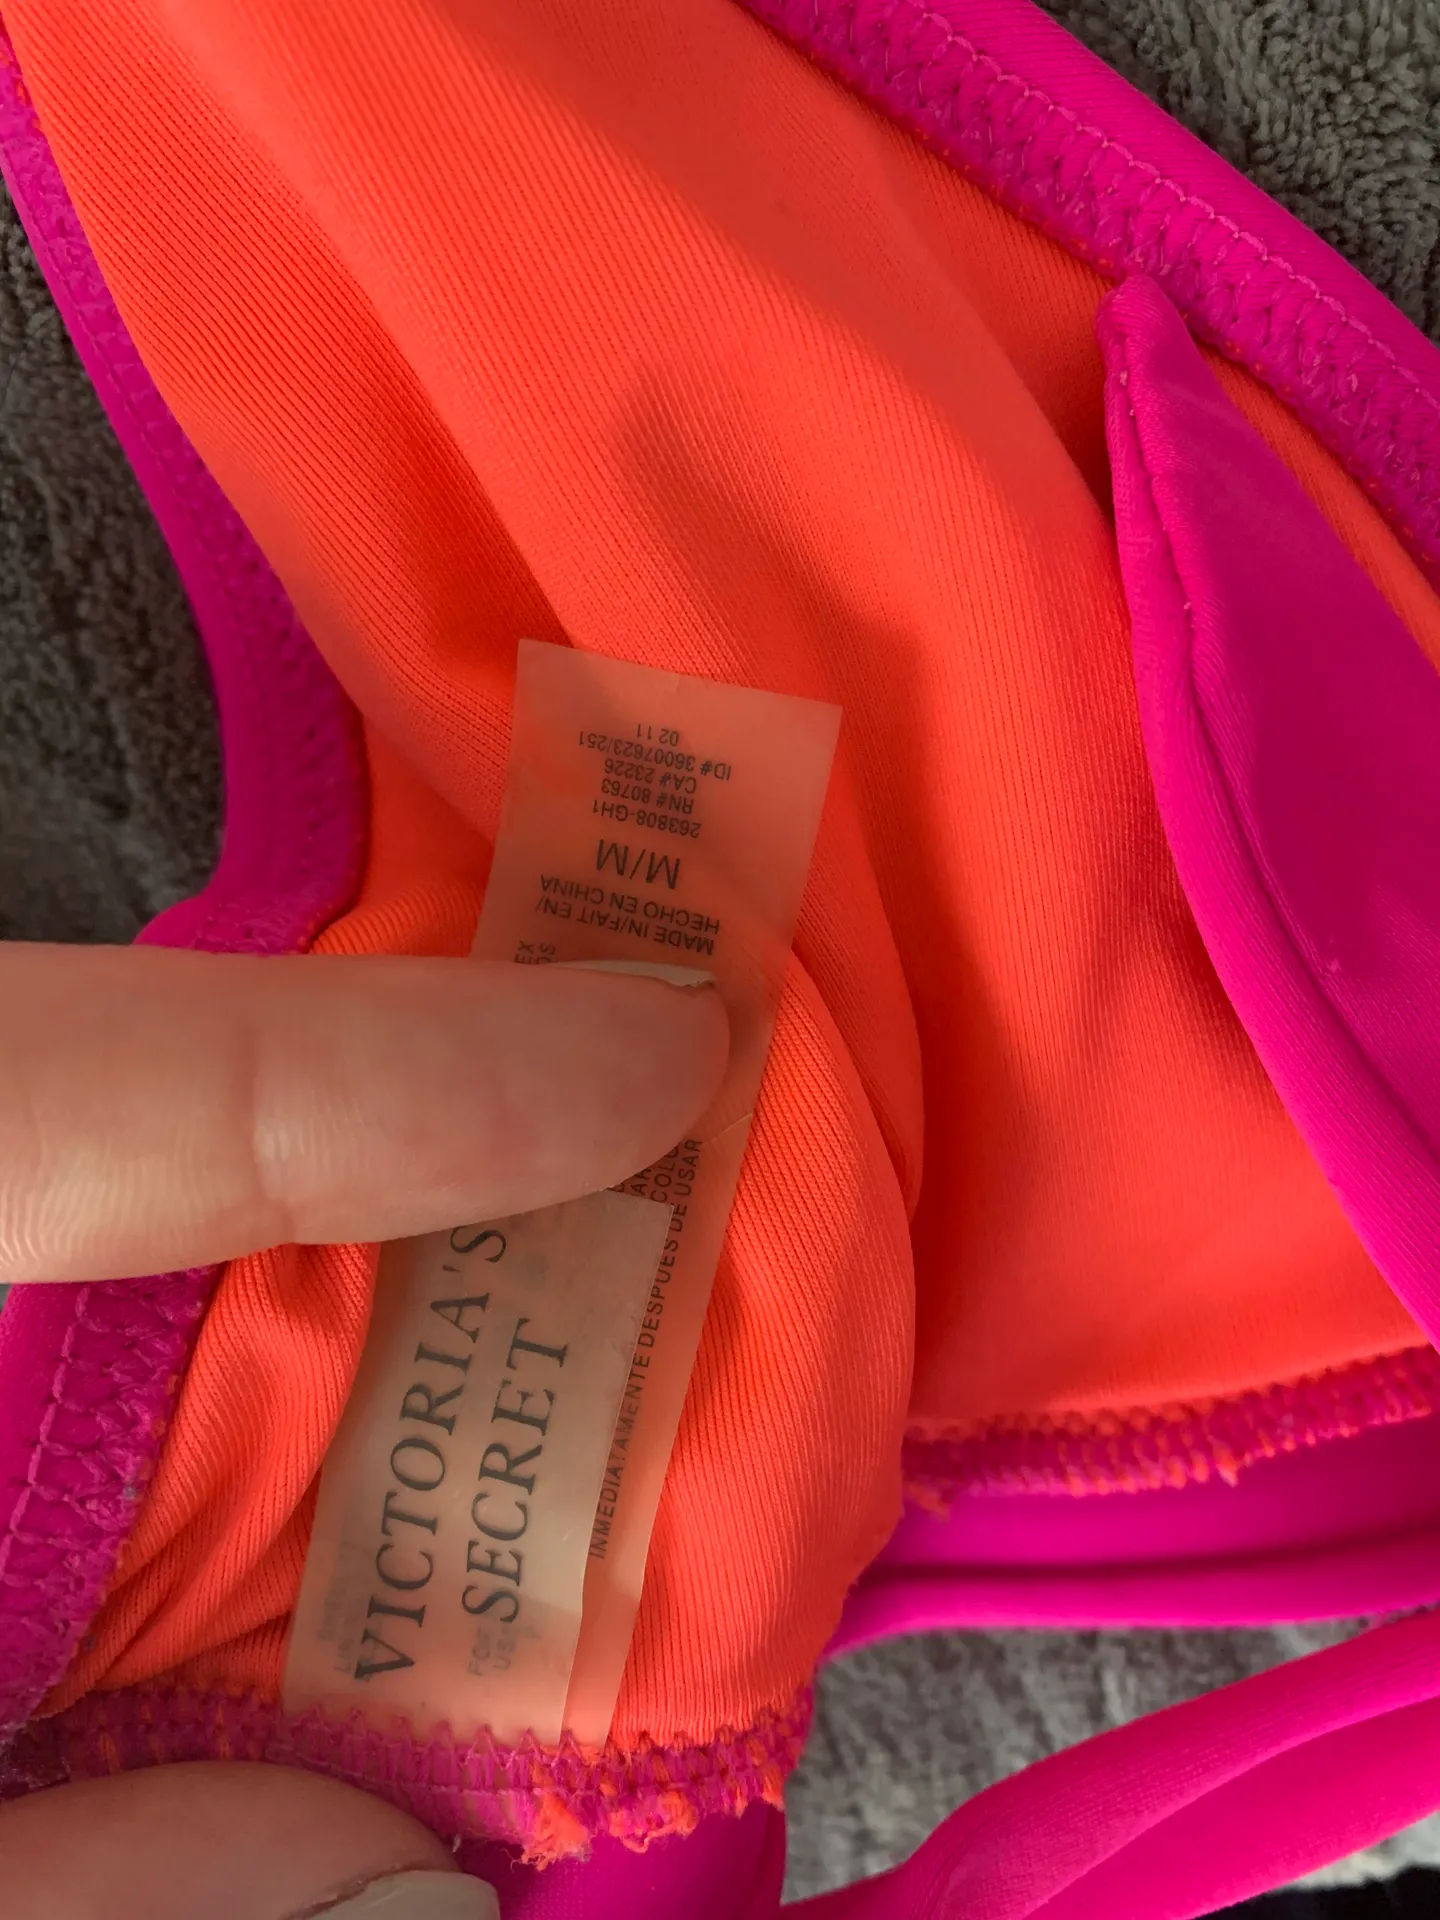 VICTORIA'S
SECRET
INMEDIATAMENTE DESPUES DE USAR
MADE IN/FAIT EN/
HECHO EN CHINA
M/M
263808-GH1
RN# 80763
CA# 23226
ID# 36007623/251
02 11